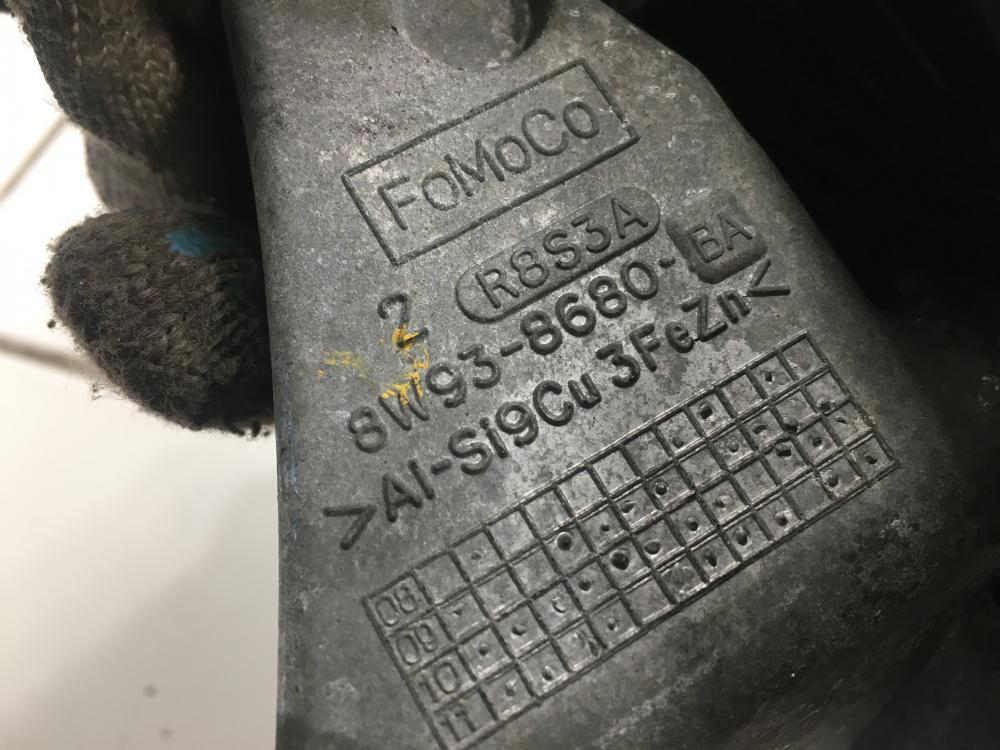 FoMoCo
R8S3A
2
8W93-8680-BA
>Al-Si9Cu3FeZn<
08
09
10
11